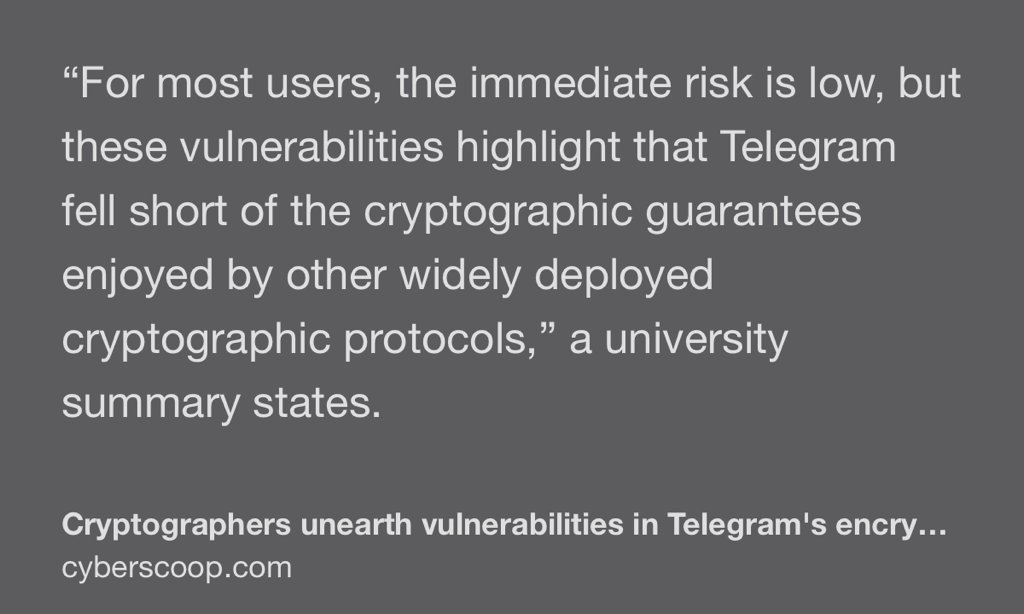 “For most users, the immediate risk is low, but
these vulnerabilities highlight that Telegram
fell short of the cryptographic guarantees
enjoyed by other widely deployed
cryptographic protocols,” a university
summary states.
Cryptographers unearth vulnerabilities in Telegram's encry…
cyberscoop.com